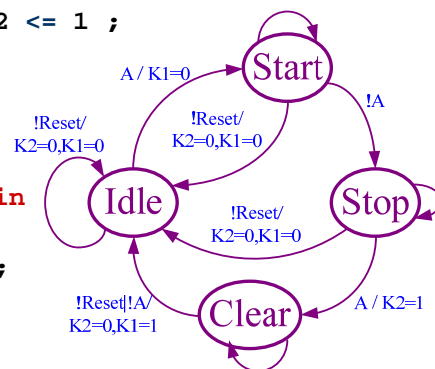 2 <= 1 ;
Start
A / K1=0
!A
!Reset/
K2=0,K1=0
!Reset/
K2=0,K1=0
in
Idle
Stop
!Reset/
K2=0,K1=0
;
!Reset|!A/
K2=0,K1=1
Clear
A / K2=1